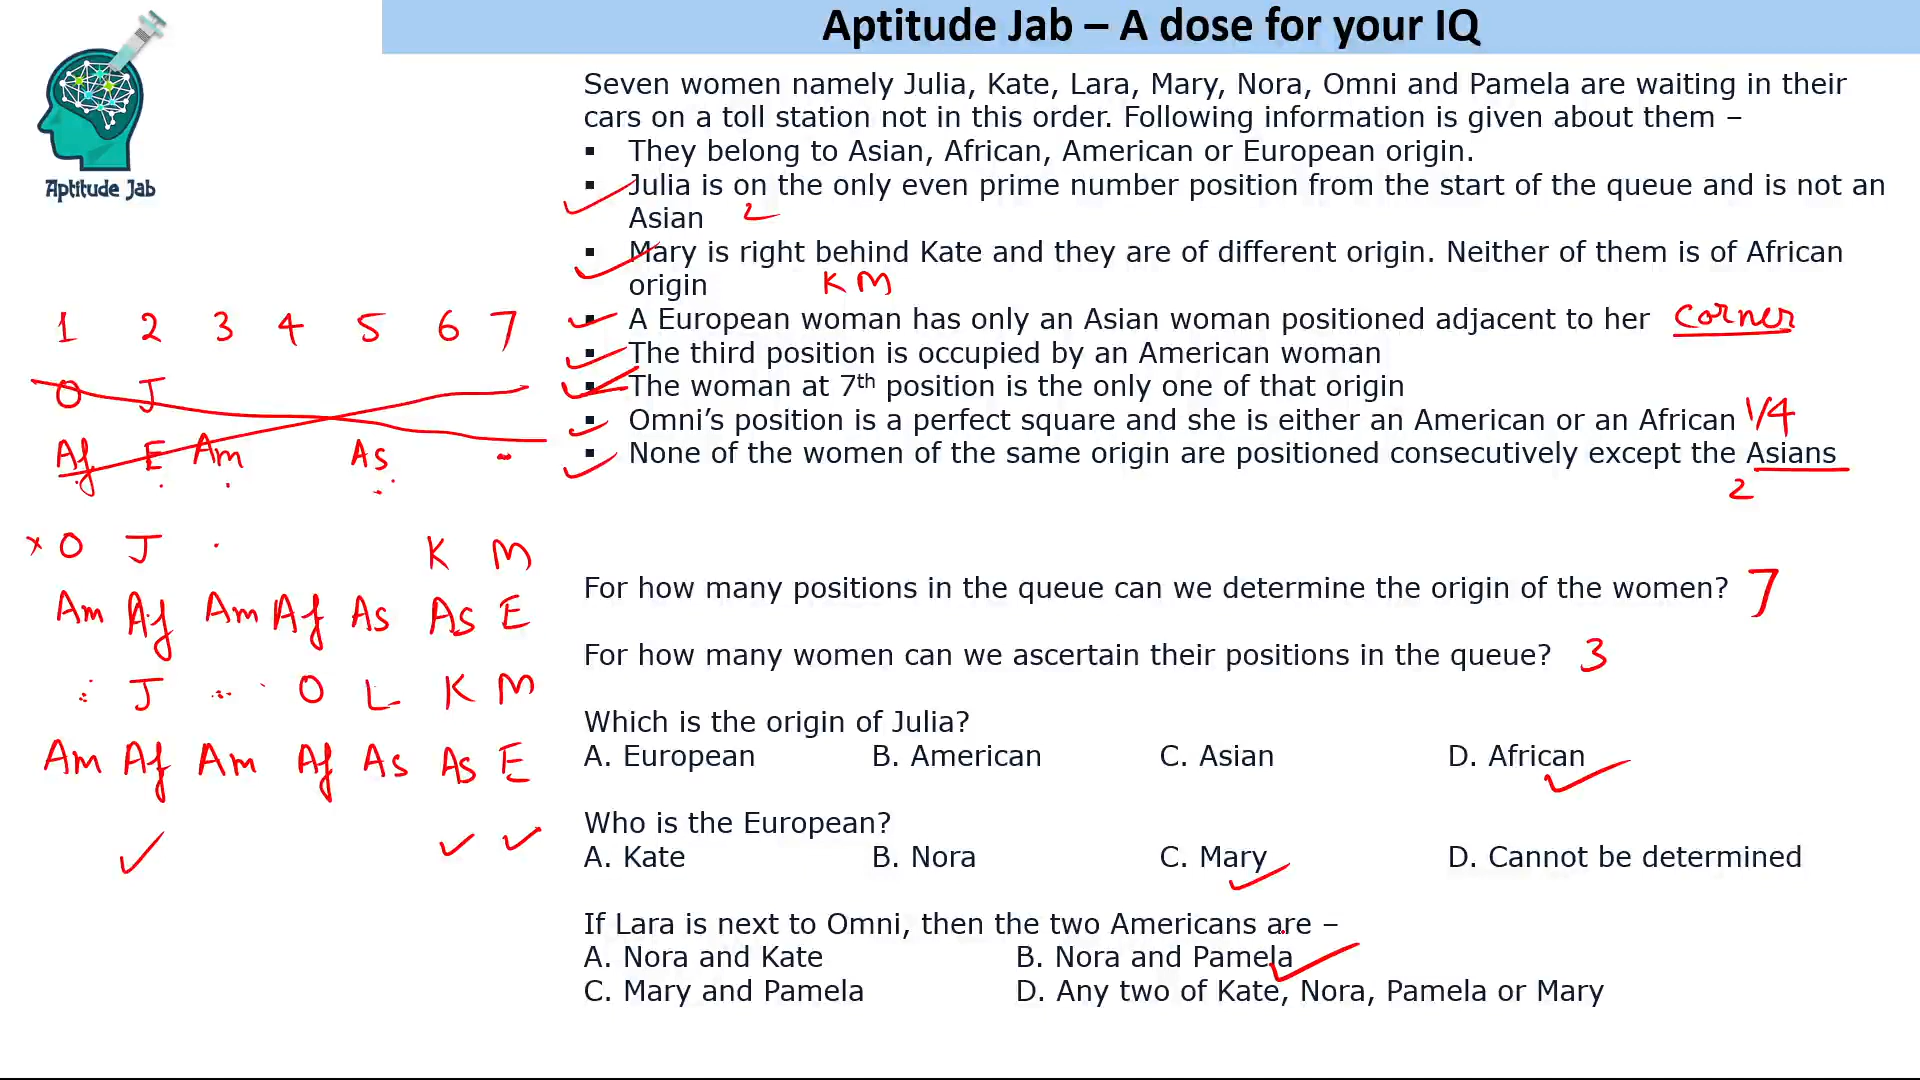 Aptitude Jab – A dose for your IQ
Aptitude Jab
Seven women namely Julia, Kate, Lara, Mary, Nora, Omni and Pamela are waiting in their
cars on a toll station not in this order. Following information is given about them –
▪ They belong to Asian, African, American or European origin.
▪ Julia is on the only even prime number position from the start of the queue and is not an
Asian 2
▪ Mary is right behind Kate and they are of different origin. Neither of them is of African
origin K M
▪ A European woman has only an Asian woman positioned adjacent to her corner
▪ The third position is occupied by an American woman
▪ The woman at 7th position is the only one of that origin
▪ Omni’s position is a perfect square and she is either an American or an African 1/4
▪ None of the women of the same origin are positioned consecutively except the Asians
2
1 2 3 4 5 6 7
O J
Af E Am As -
x O J . K M
Am Af Am Af As As E
J O L K M
Am Af Am Af As As E
For how many positions in the queue can we determine the origin of the women? 7
For how many women can we ascertain their positions in the queue? 3
Which is the origin of Julia?
A. European B. American C. Asian D. African
Who is the European?
A. Kate B. Nora C. Mary D. Cannot be determined
If Lara is next to Omni, then the two Americans are –
A. Nora and Kate B. Nora and Pamela
C. Mary and Pamela D. Any two of Kate, Nora, Pamela or Mary